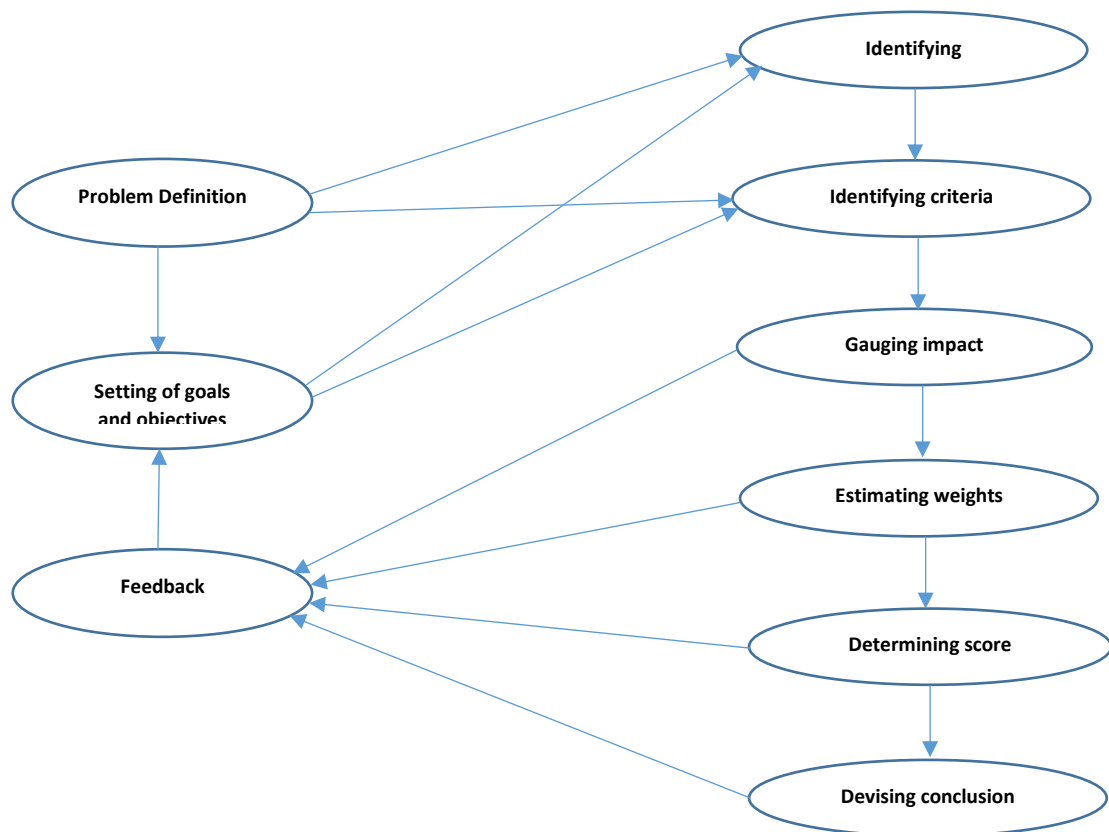 Identifying
Problem Definition
Identifying criteria
Gauging impact
Setting of goals
and objectives
Estimating weights
Feedback
Determining score
Devising conclusion